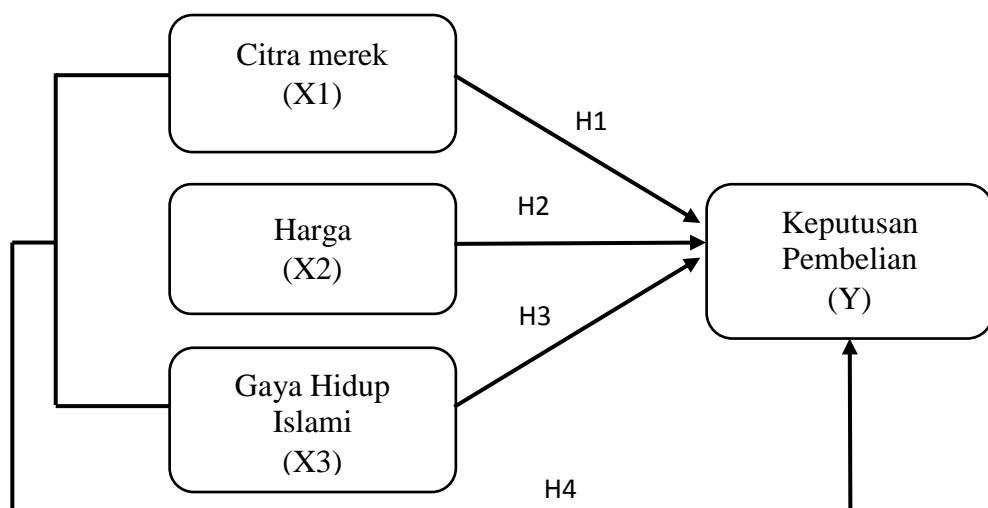 Citra merek
(X1)
H1
H2
Harga
(X2)
Keputusan
Pembelian
(Y)
H3
Gaya Hidup
Islami
(X3)
H4